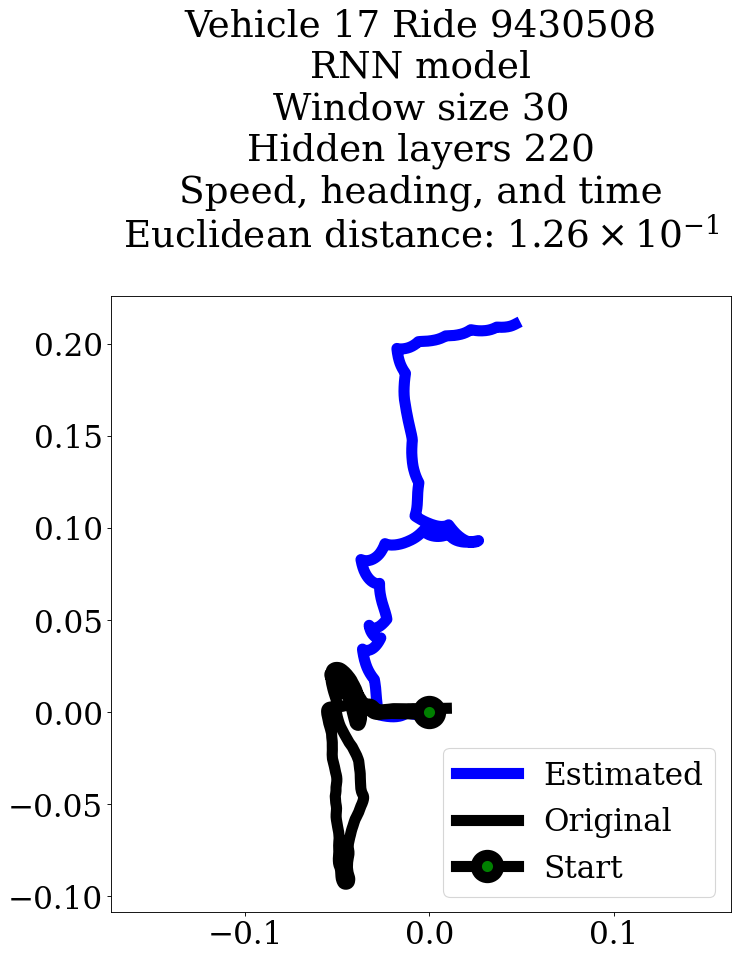 Vehicle 17 Ride 9430508
RNN model
Window size 30
Hidden layers 220
Speed, heading, and time
Euclidean distance: 1.26 × 10⁻¹
0.20
0.15
0.10
0.05
0.00
−0.05
−0.10
−0.1
0.0
0.1
Estimated
Original
Start